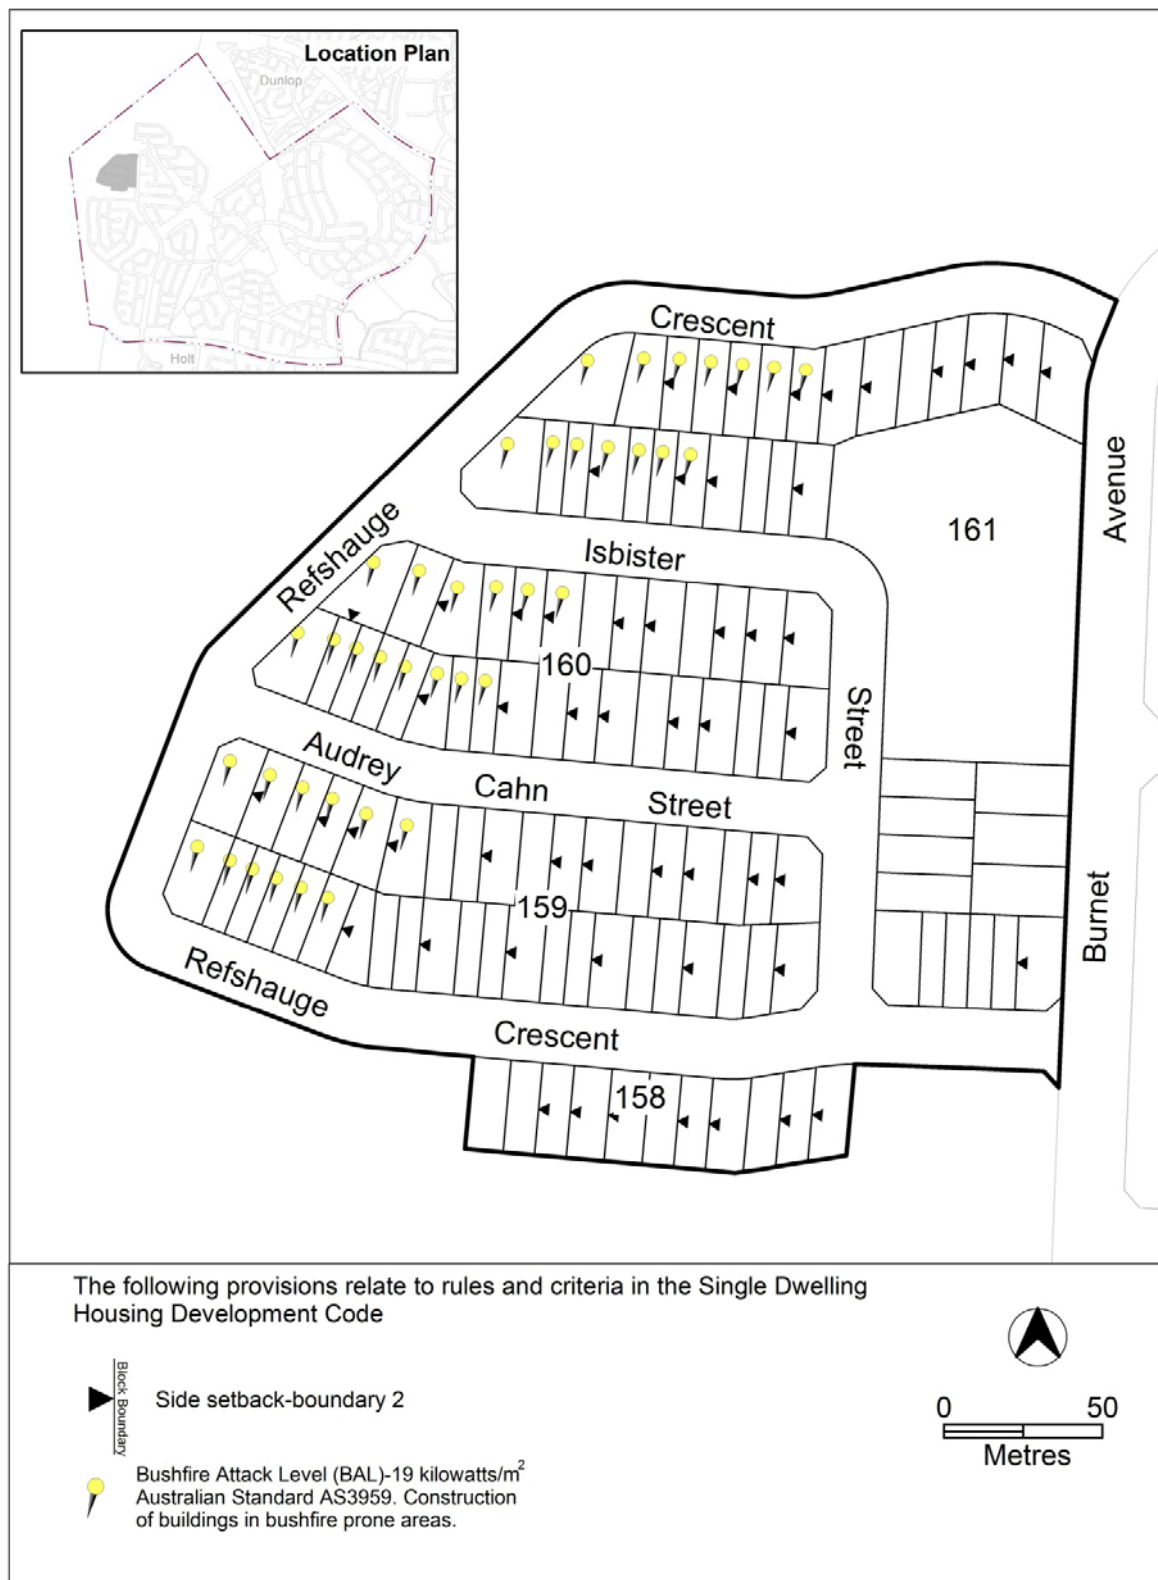 Location Plan
Dunlop
Holt
Crescent
Avenue
161
Refshauge
Isbister
160
Street
Audrey
Cahn
Street
159
Burnet
Refshauge
Crescent
158
The following provisions relate to rules and criteria in the Single Dwelling
Housing Development Code
Block Boundary
Side setback-boundary 2
0 50
Metres
Bushfire Attack Level (BAL)-19 kilowatts/m²
Australian Standard AS3959. Construction
of buildings in bushfire prone areas.